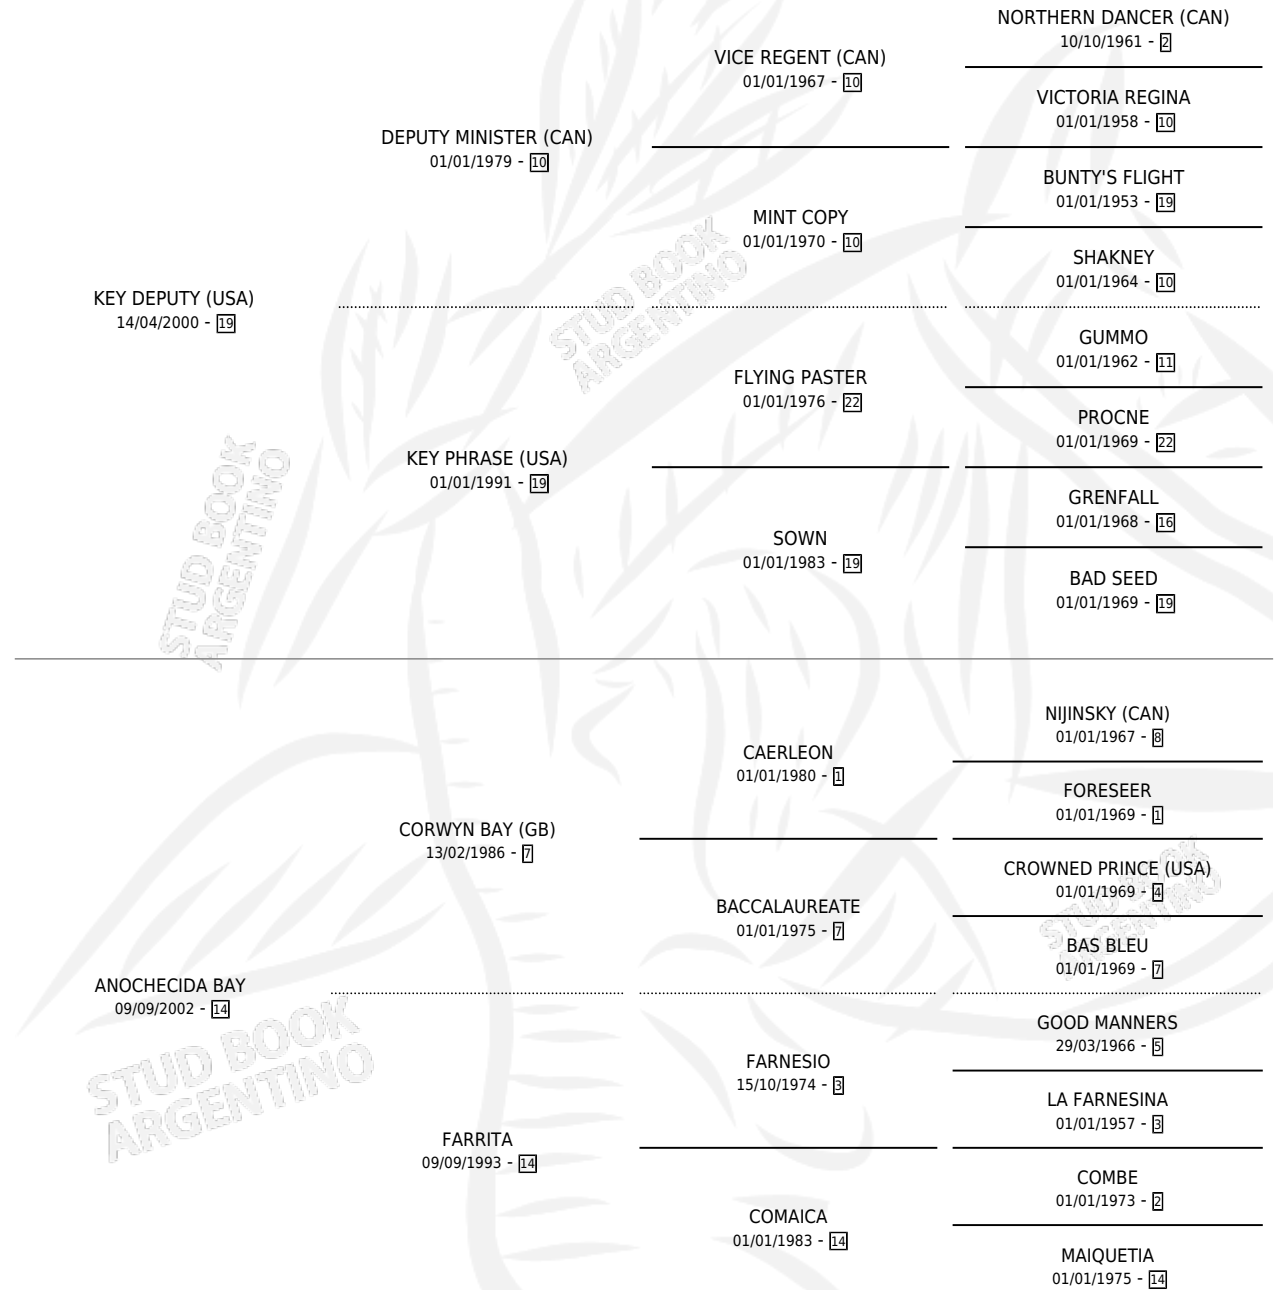 NORTHERN DANCER (CAN)
10/10/1961 - 2
VICE REGENT (CAN)
01/01/1967 - 10
VICTORIA REGINA
01/01/1958 - 10
DEPUTY MINISTER (CAN)
01/01/1979 - 10
BUNTY'S FLIGHT
01/01/1953 - 19
MINT COPY
01/01/1970 - 10
SHAKNEY
01/01/1964 - 10
KEY DEPUTY (USA)
14/04/2000 - 19
STUD BOOK
ARGENTINO
GUMMO
01/01/1962 - 11
FLYING PASTER
01/01/1976 - 22
PROCNE
01/01/1969 - 22
KEY PHRASE (USA)
01/01/1991 - 19
GRENFALL
01/01/1968 - 16
SOWN
01/01/1983 - 19
BAD SEED
01/01/1969 - 19
STUD BOOK
ARGENTINO
NIJINSKY (CAN)
01/01/1967 - 8
CAERLEON
01/01/1980 - 1
FORESEER
01/01/1969 - 1
CORWYN BAY (GB)
13/02/1986 - 7
CROWNED PRINCE (USA)
01/01/1969 - 4
BACCALAUREATE
01/01/1975 - 7
STUD BOOK
ARGENTINO
BAS BLEU
01/01/1969 - 7
ANOCHECIDA BAY
09/09/2002 - 14
STUD BOOK
ARGENTINO
GOOD MANNERS
29/03/1966 - 5
FARNESIO
15/10/1974 - 3
LA FARNESINA
01/01/1957 - 3
FARRITA
09/09/1993 - 14
COMBE
01/01/1973 - 2
COMAICA
01/01/1983 - 14
MAIQUETIA
01/01/1975 - 14